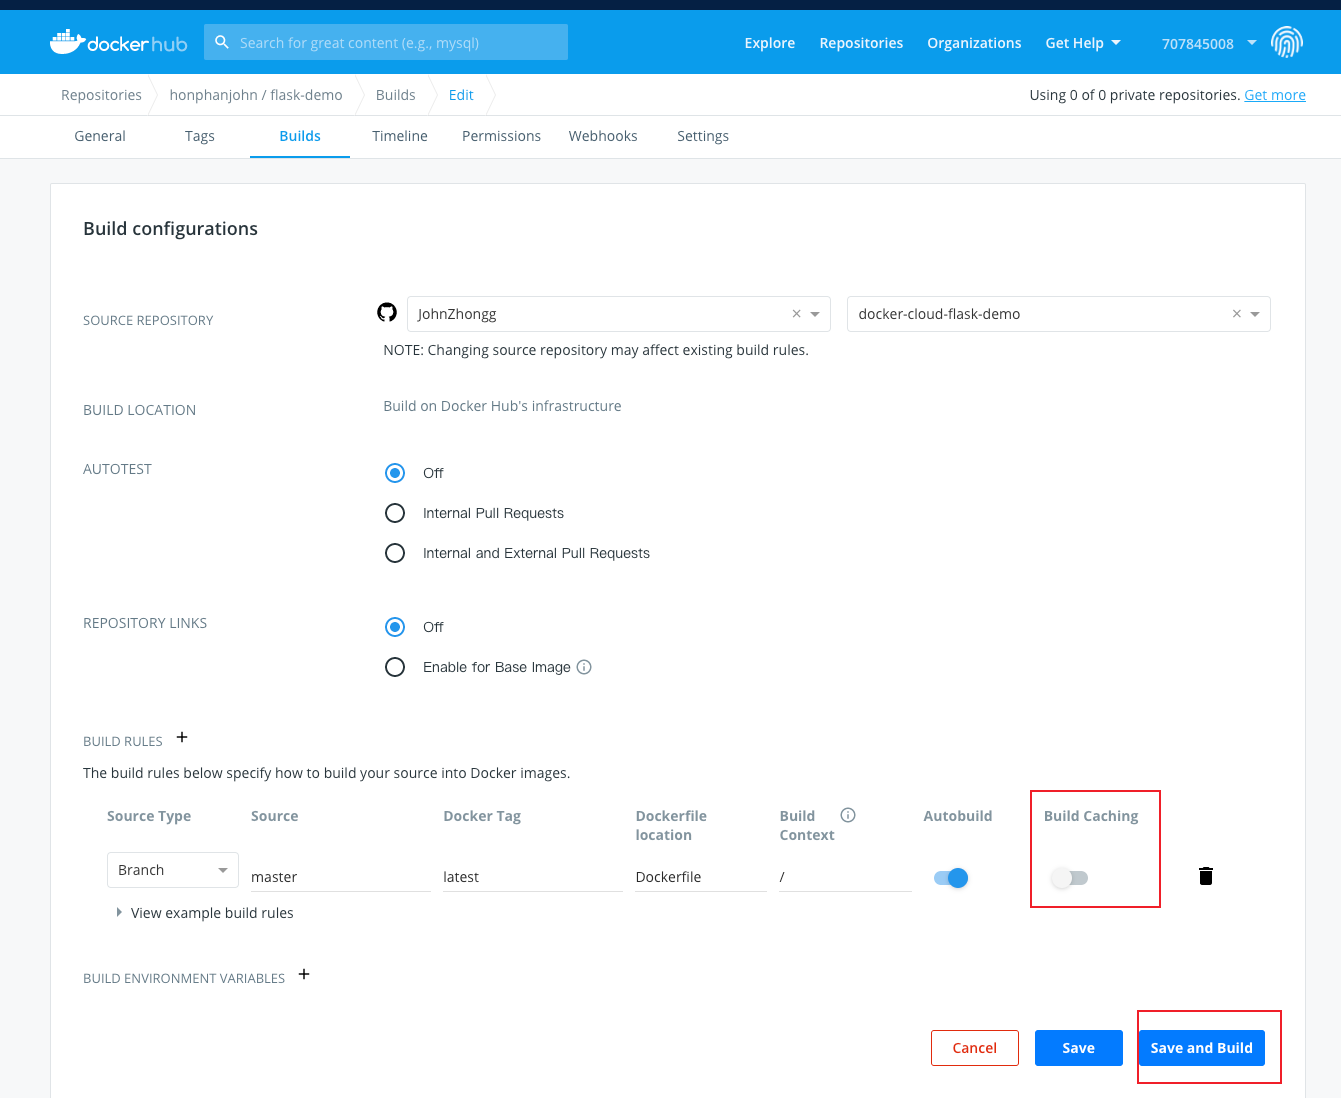 dockerhub
Search for great content (e.g., mysql)
Explore
Repositories
Organizations
Get Help
707845008
Repositories
honphanjohn / flask-demo
Builds
Edit
Using 0 of 0 private repositories. Get more
General
Tags
Builds
Timeline
Permissions
Webhooks
Settings
Build configurations
SOURCE REPOSITORY
JohnZhongg
docker-cloud-flask-demo
NOTE: Changing source repository may affect existing build rules.
BUILD LOCATION
Build on Docker Hub's infrastructure
AUTOTEST
Off
Internal Pull Requests
Internal and External Pull Requests
REPOSITORY LINKS
Off
Enable for Base Image
BUILD RULES +
The build rules below specify how to build your source into Docker images.
Source Type
Source
Docker Tag
Dockerfile
location
Build
Context
Autobuild
Build Caching
Branch
master
latest
Dockerfile
/
View example build rules
BUILD ENVIRONMENT VARIABLES +
Cancel
Save
Save and Build